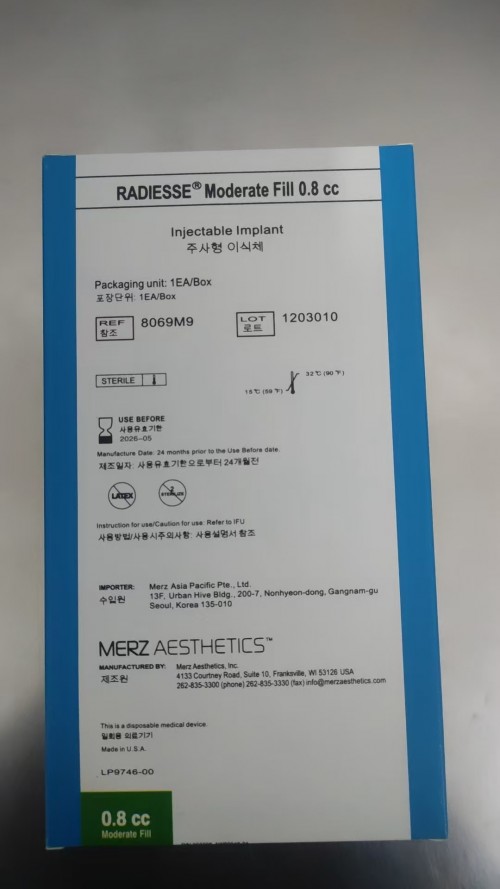 RADIESSE® Moderate Fill 0.8 cc
Injectable Implant
주사형 이식체
Packaging unit: 1EA/Box
포장단위: 1EA/Box
REF 8069M9
참조
LOT 1203010
로트
STERILE
15℃ (59 ℉)
32℃ (90 ℉)
USE BEFORE
사용유효기한
2026-05
Manufacture Date: 24 months prior to the Use Before date.
제조일자: 사용유효기한으로부터 24개월전
LATEX
2
STERILIZE
Instruction for use/Caution for use: Refer to IFU
사용방법/사용시주의사항: 사용설명서 참조
IMPORTER: Merz Asia Pacific Pte., Ltd.
수입원 13F, Urban Hive Bldg., 200-7, Nonhyeon-dong, Gangnam-gu
Seoul, Korea 135-010
MERZ AESTHETICS™
MANUFACTURED BY: Merz Aesthetics, Inc.
제조원 4133 Courtney Road, Suite 10, Franksville, WI 53126 USA
262-835-3300 (phone) 262-835-3330 (fax) info@merzaesthetics.com
This is a disposable medical device.
일회용 의료기기
Made in U.S.A.
LP9746-00
0.8 cc
Moderate Fill